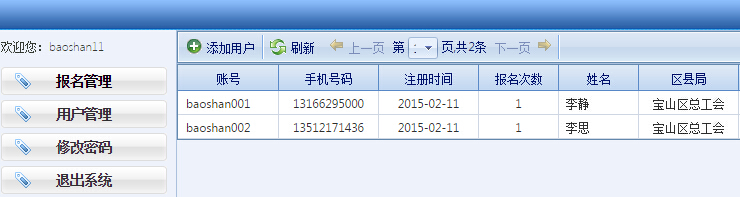 欢迎您：baoshan11
添加用户 刷新 上一页 第 页,共2条 下一页
账号 手机号码 注册时间 报名次数 姓名 区县局
baoshan001 13166295000 2015-02-11 1 李静 宝山区总工会
baoshan002 13512171436 2015-02-11 1 李思 宝山区总工会
报名管理
用户管理
修改密码
退出系统